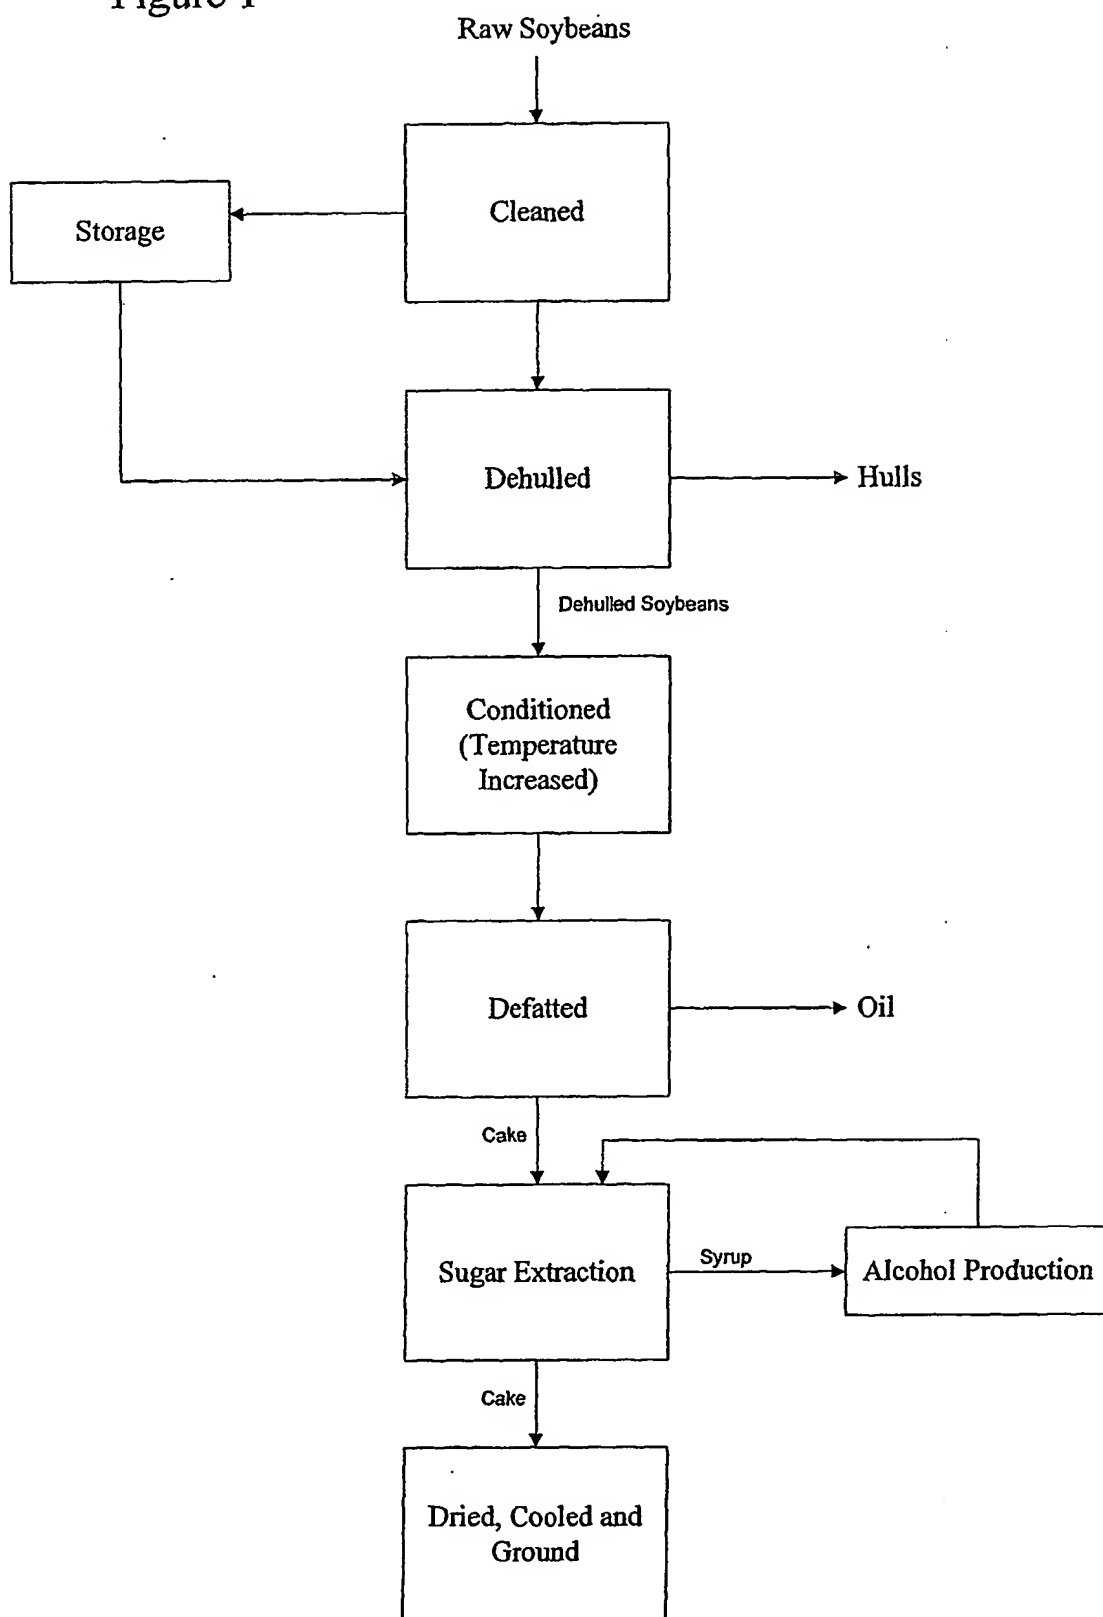 Figure 1
Raw Soybeans
Cleaned
Storage
Dehulled
Hulls
Dehulled Soybeans
Conditioned
(Temperature
Increased)
Defatted
Oil
Cake
Sugar Extraction
Syrup
Alcohol Production
Cake
Dried, Cooled and
Ground